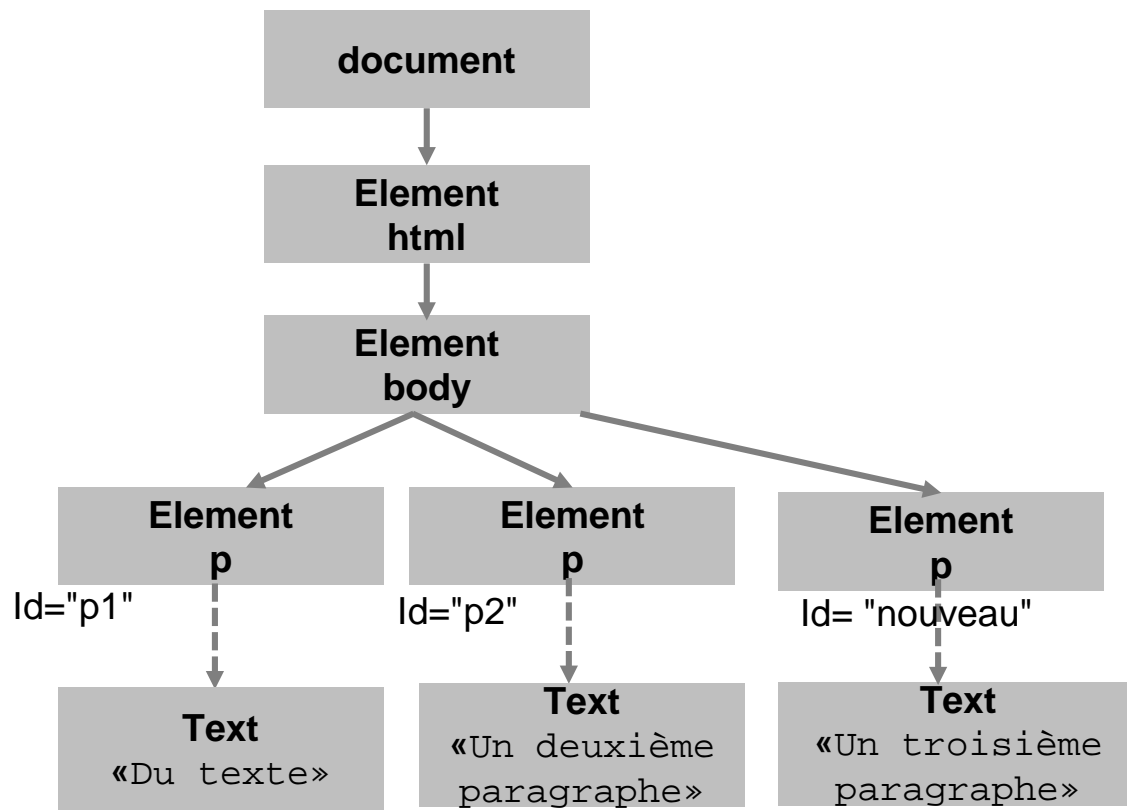 document
Element
html
Element
body
Element
p
Id="p1"
Element
p
Id="p2"
Element
p
Id= "nouveau"
Text
«Du texte»
Text
«Un deuxième
paragraphe»
Text
«Un troisième
paragraphe»